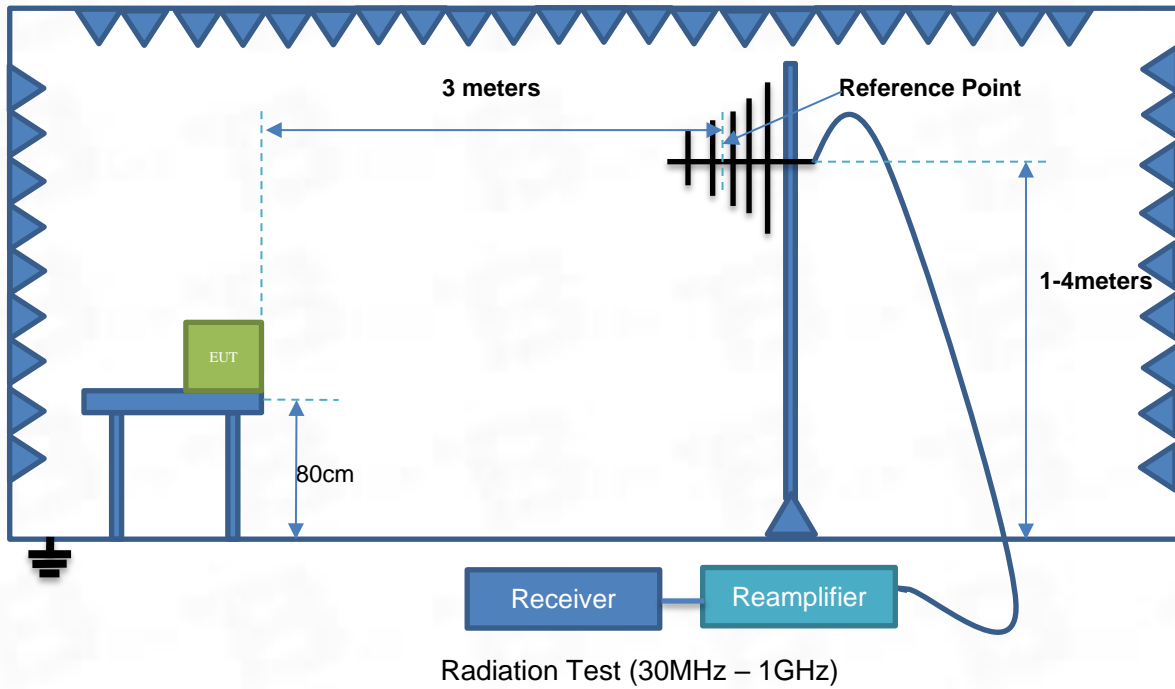 3 meters
Reference Point
1-4meters
EUT
80cm
Receiver
Reamplifier
Radiation Test (30MHz – 1GHz)